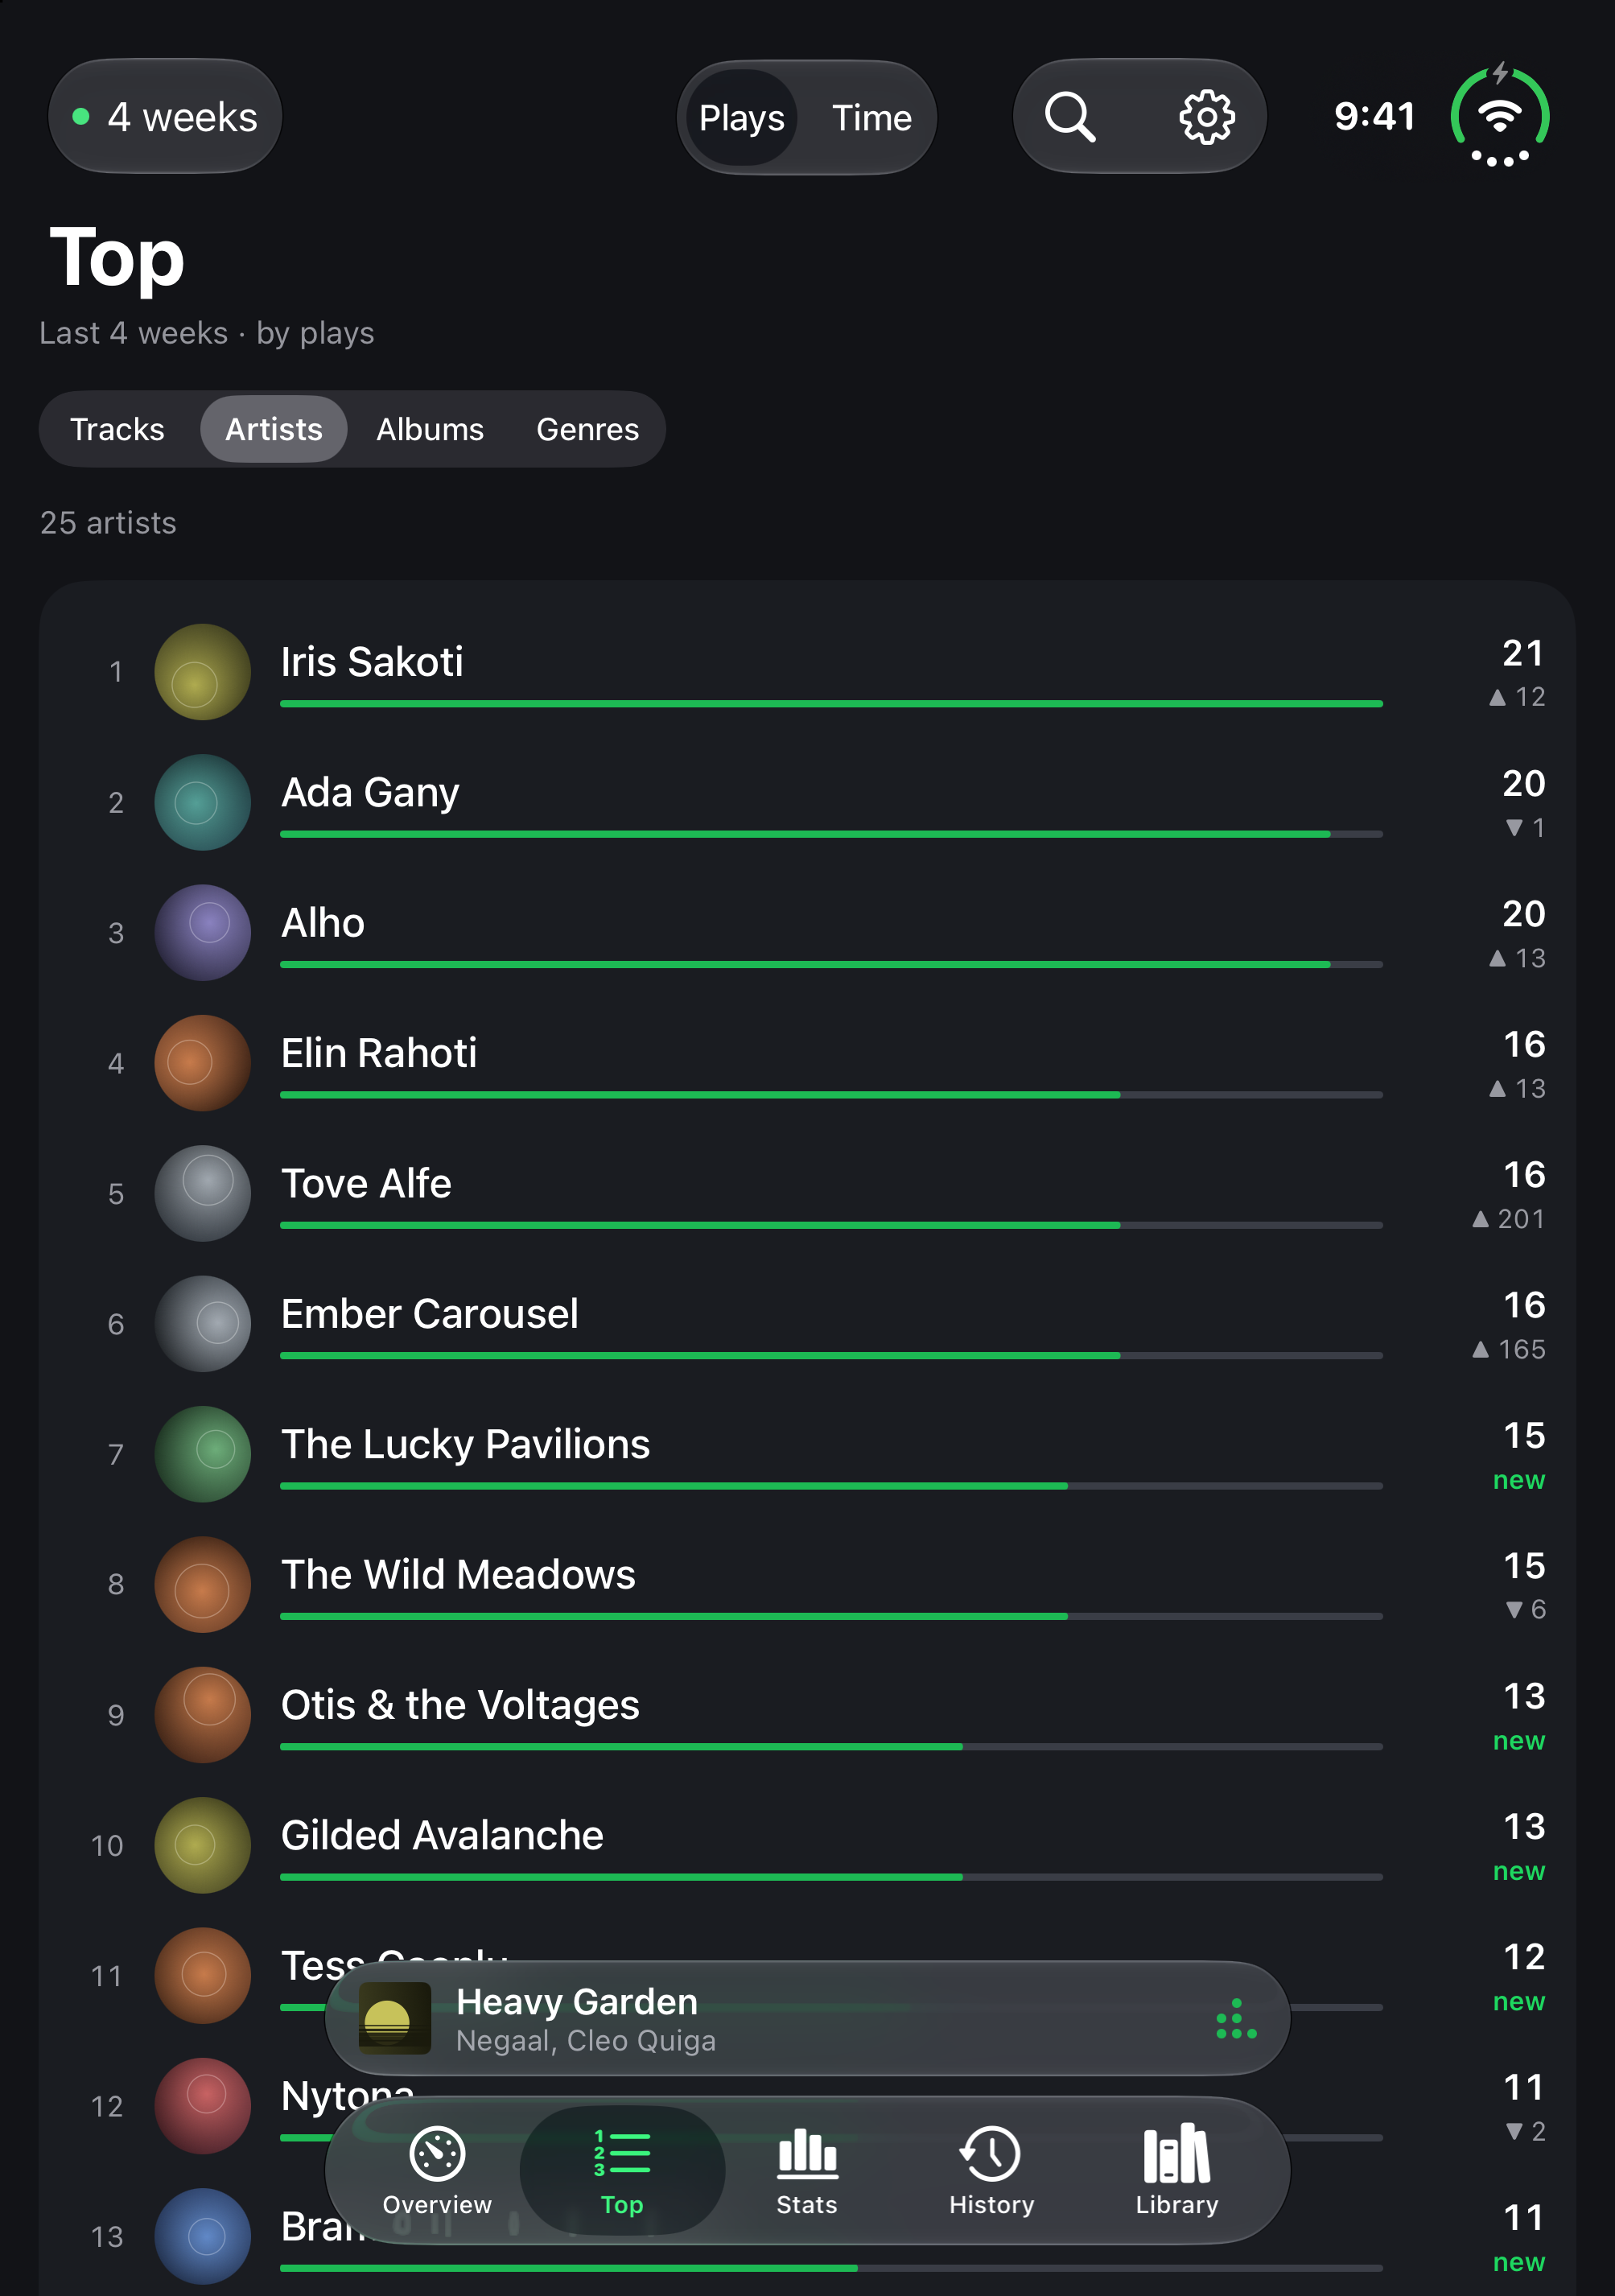 4 weeks
Plays
Time
9:41
Top
Last 4 weeks · by plays
Tracks
Artists
Albums
Genres
25 artists
1
Iris Sakoti
21
▲ 12
2
Ada Gany
20
▼ 1
3
Alho
20
▲ 13
4
Elin Rahoti
16
▲ 13
5
Tove Alfe
16
▲ 201
6
Ember Carousel
16
▲ 165
7
The Lucky Pavilions
15
new
8
The Wild Meadows
15
▼ 6
9
Otis & the Voltages
13
new
10
Gilded Avalanche
13
new
11
Tess
12
new
Heavy Garden
Negaal, Cleo Quiga
12
Nytona
11
▼ 2
13
11
new
Overview
Top
Stats
History
Library